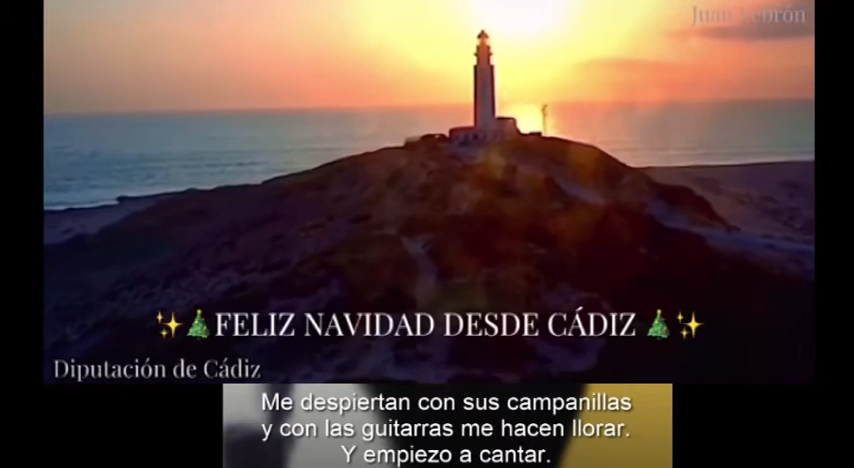 Juan Lebrón
✨🎄FELIZ NAVIDAD DESDE CÁDIZ🎄✨
Diputación de Cádiz
Me despiertan con sus campanillas
y con las guitarras me hacen llorar.
Y empiezo a cantar.